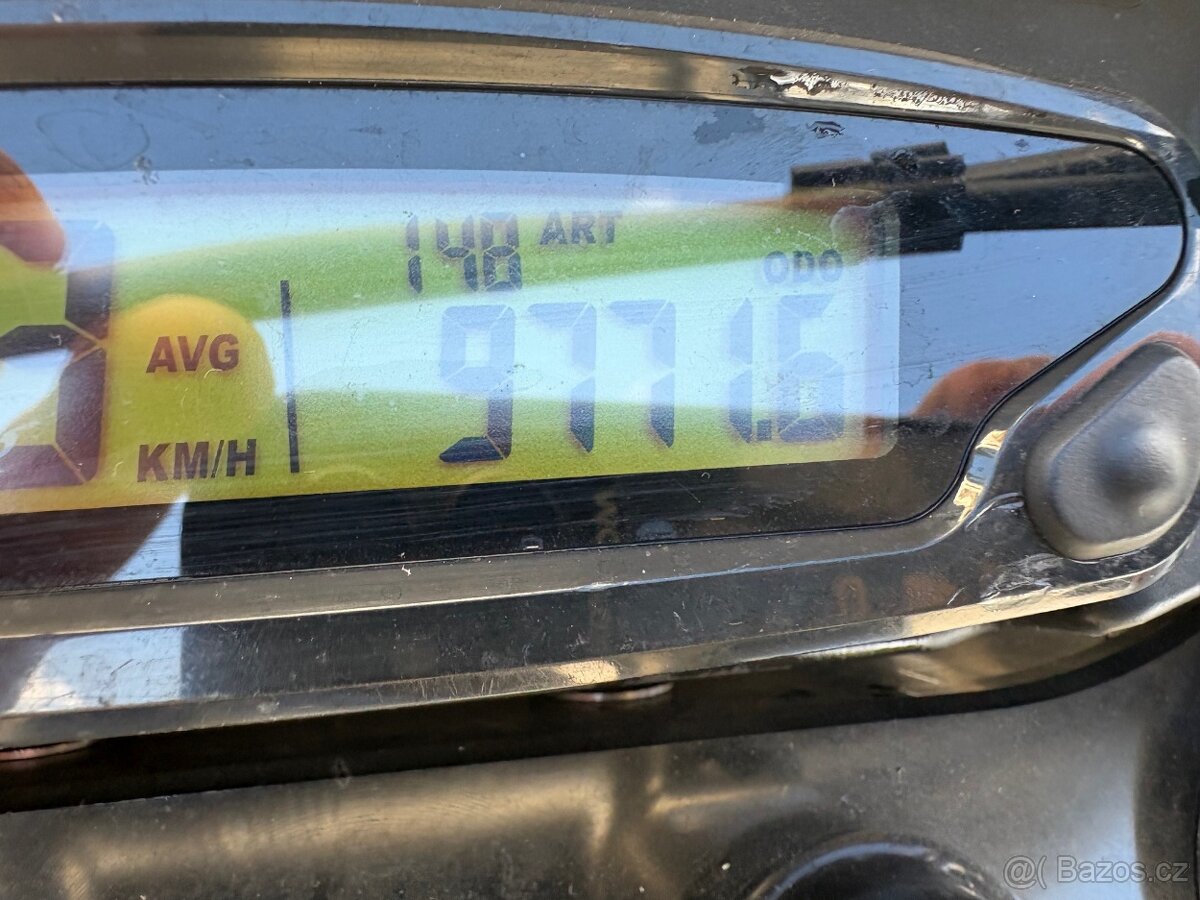 148 ART
ODO
9771.6
AVG
KM/H
@( Bazos.cz